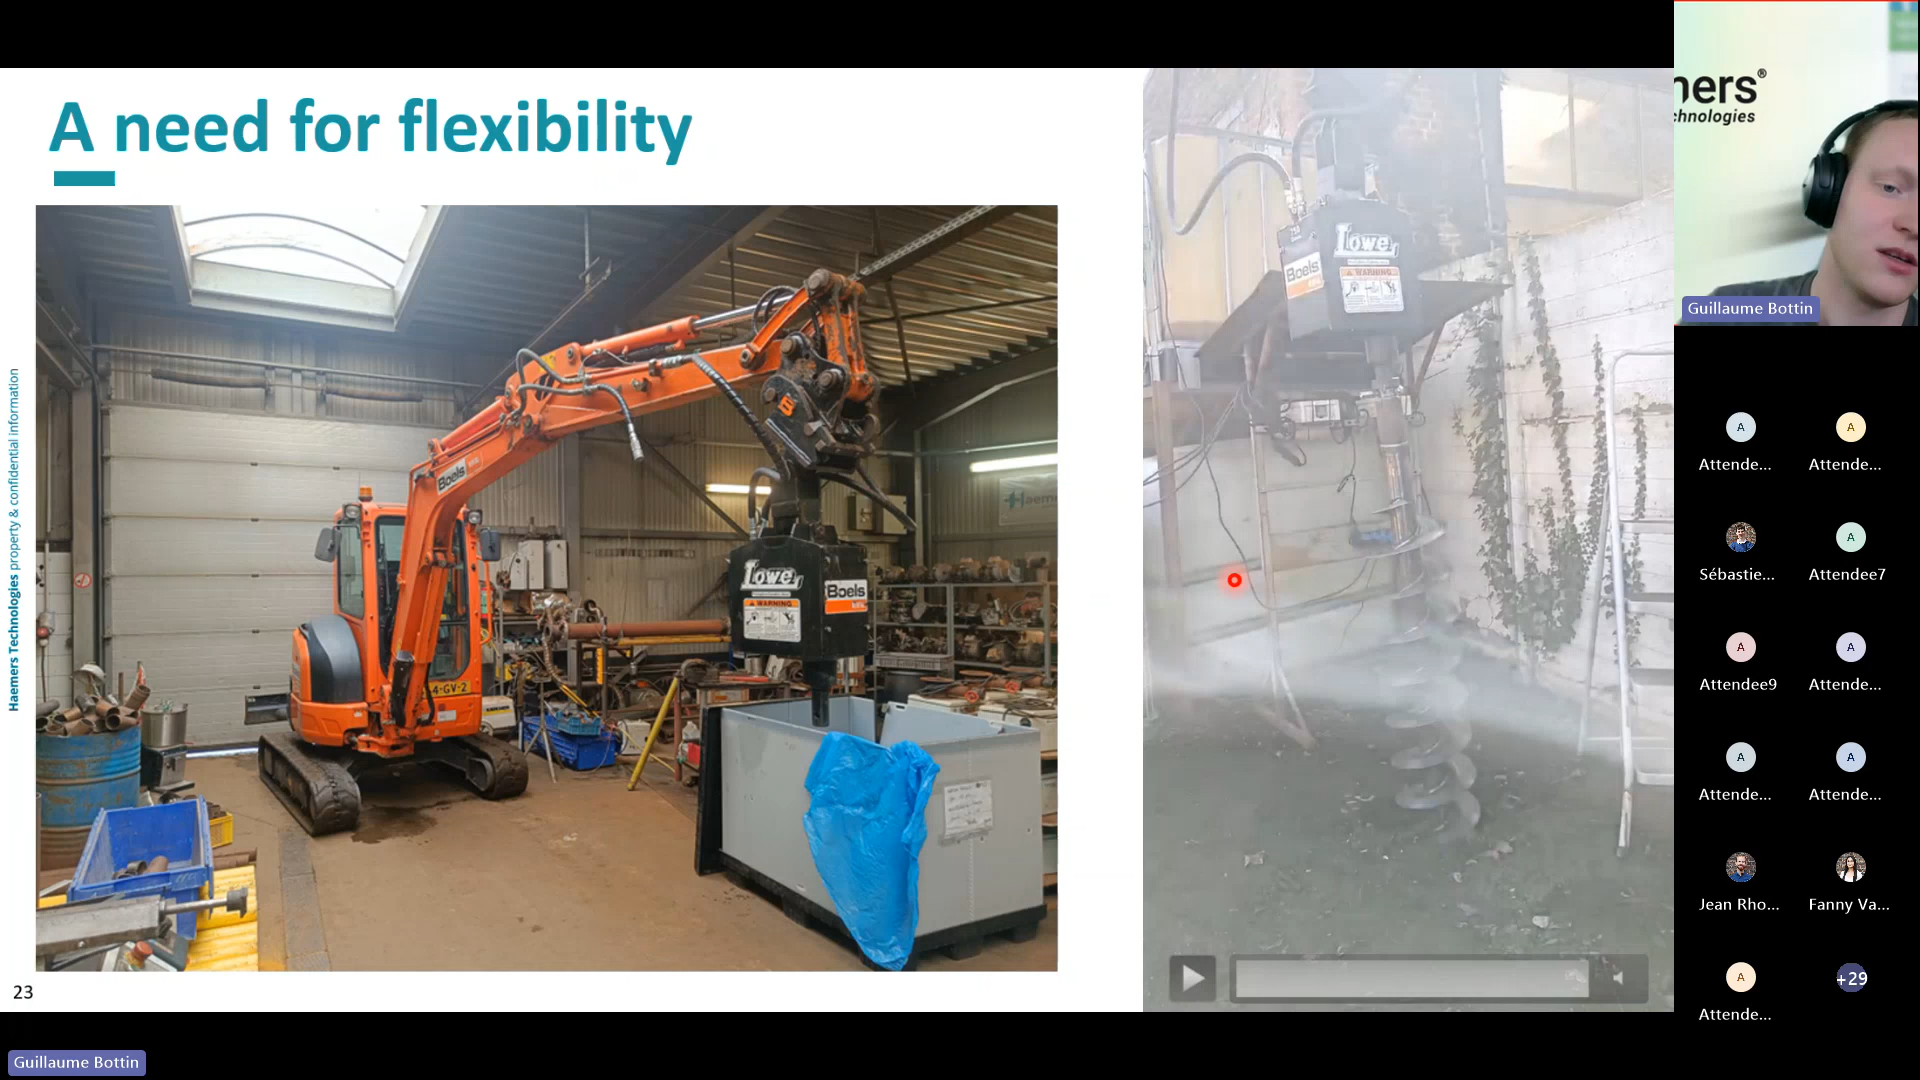 A need for flexibility
Haemers Technologies property & confidential information
Boels
6
Lowe
WARNING
Boels
Haeme
4-GV-2
Lowe
Boels
WARNING
23
Guillaume Bottin
ners®
chnologies
Guillaume Bottin
A
A
Attende...
Attende...
A
Sébastie...
Attendee7
A
A
Attendee9
Attende...
A
A
Attende...
Attende...
Jean Rho...
Fanny Va...
A
+29
Attende...